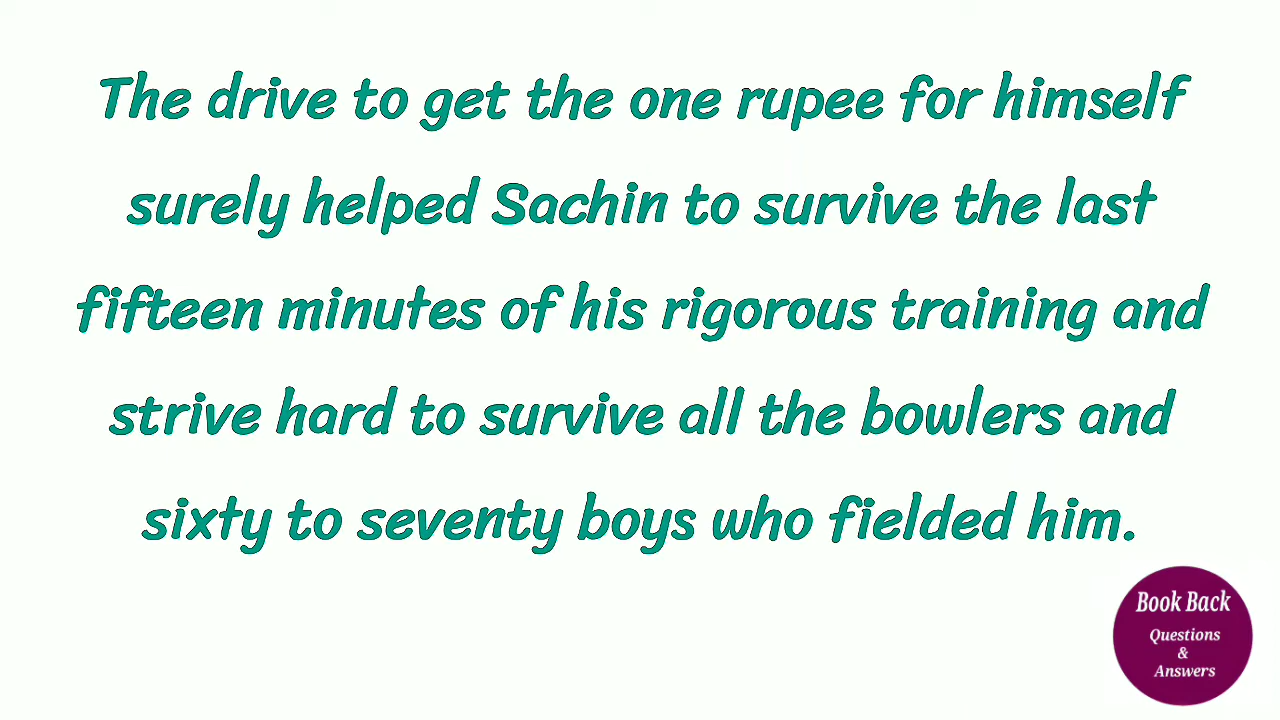 The drive to get the one rupee for himself
surely helped Sachin to survive the last
fifteen minutes of his rigorous training and
strive hard to survive all the bowlers and
sixty to seventy boys who fielded him.
Book Back
Questions
&
Answers